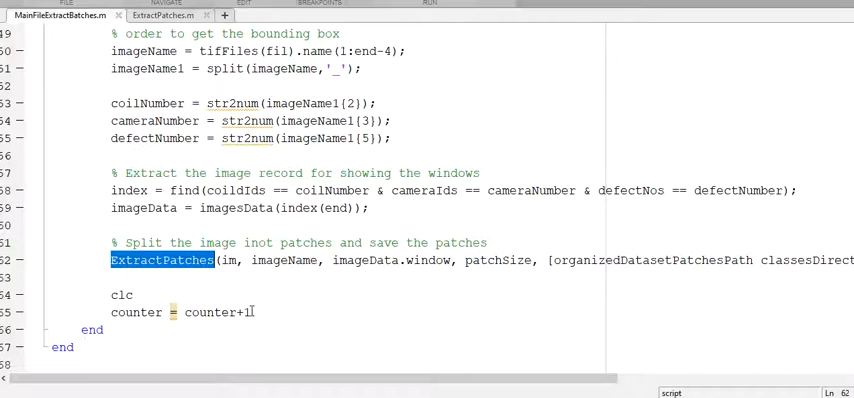 FILE NAVIGATE EDIT BREAKPOINTS RUN
MainFileExtractBatches.m × ExtractPatches.m × +
49 % order to get the bounding box
50 — imageName = tifFiles(fil).name(1:end-4);
51 — imageName1 = split(imageName,'_');
52
53 — coilNumber = str2num(imageName1{2});
54 — cameraNumber = str2num(imageName1{3});
55 — defectNumber = str2num(imageName1{5});
56
57 % Extract the image record for showing the windows
58 — index = find(coildIds == coilNumber & cameraIds == cameraNumber & defectNos == defectNumber);
59 — imageData = imagesData(index(end));
60
61 % Split the image inot patches and save the patches
62 — ExtractPatches(im, imageName, imageData.window, patchSize, [organizedDatasetPatchesPath classesDirect
63
64 — clc
65 — counter = counter+1
66 — end
67 — end
68
script Ln 62